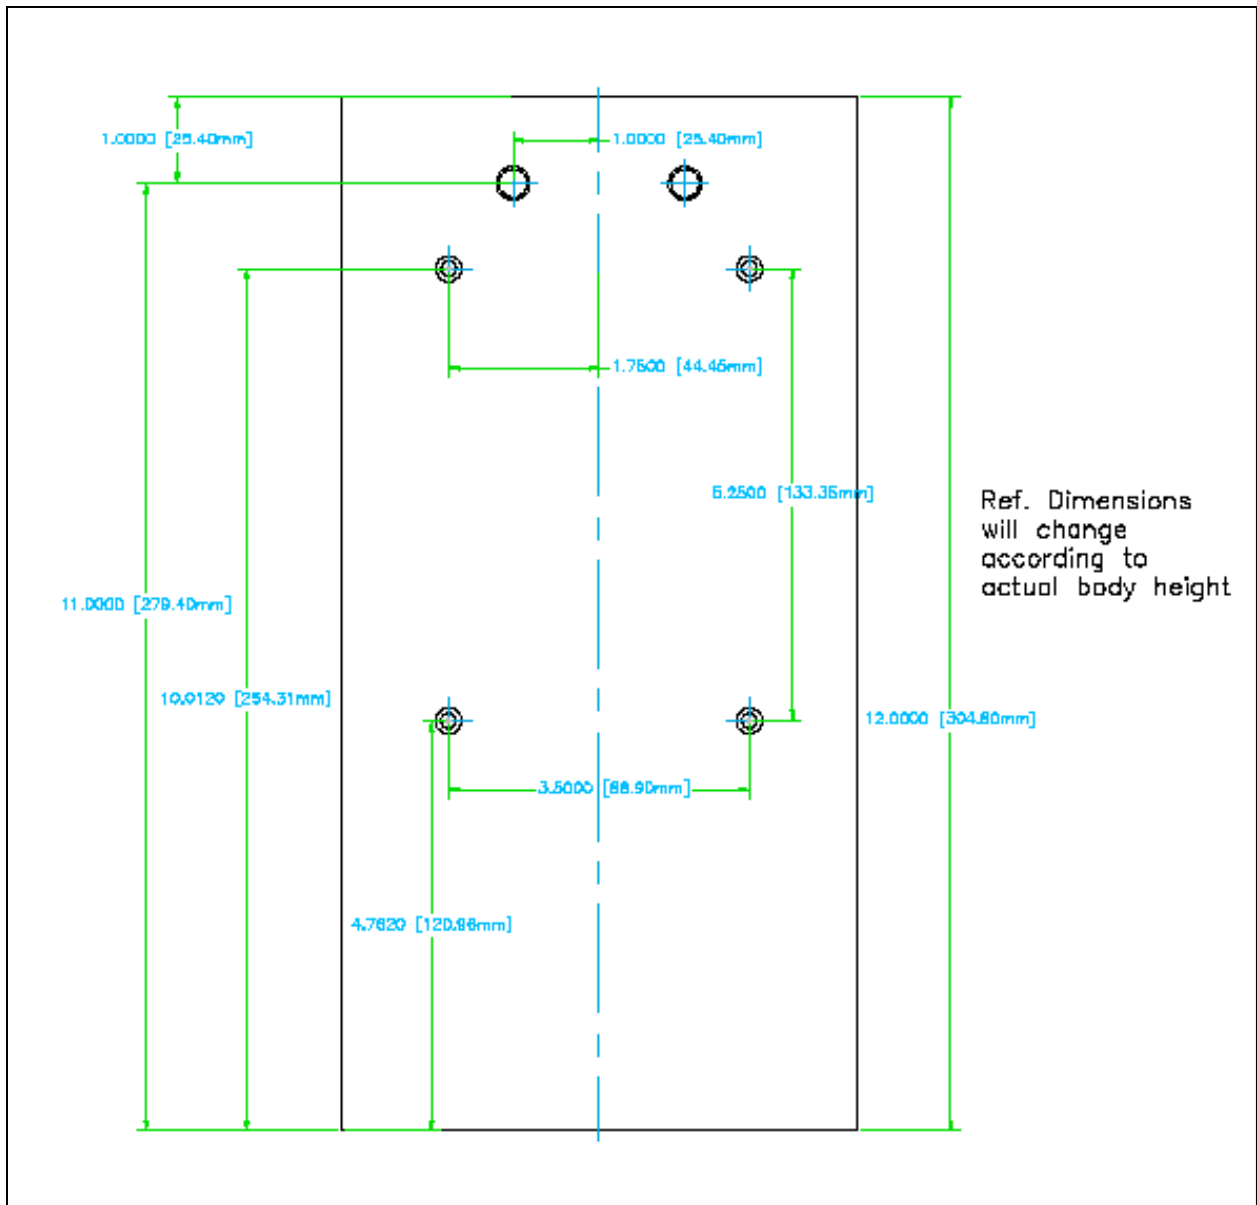 1.0000 [25.40mm]
1.0000 [25.40mm]
1.7500 [44.45mm]
5.2500 [133.35mm]
Ref. Dimensions
will change
according to
actual body height
11.0000 [279.40mm]
10.0120 [254.31mm]
12.0000 [304.80mm]
3.5000 [88.90mm]
4.7620 [120.96mm]